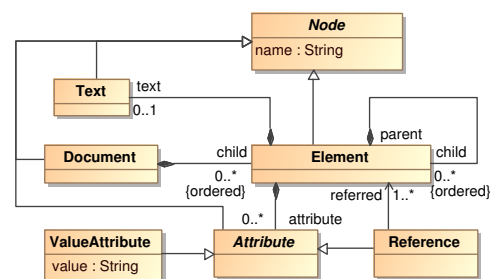 Node
name : String
Text
text
0..1
parent
Document
child
0..*
{ordered}
Element
child
0..*
{ordered}
referred
1..*
0..*
attribute
ValueAttribute
value : String
Attribute
Reference